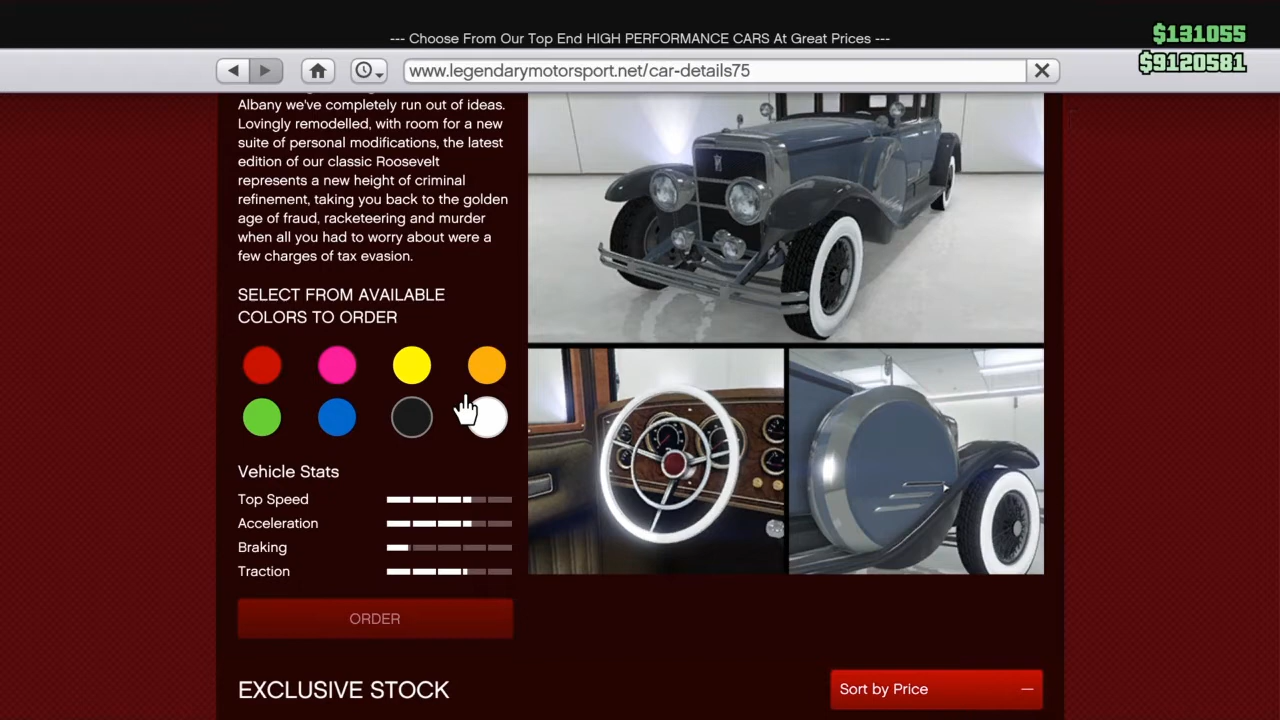 --- Choose From Our Top End HIGH PERFORMANCE CARS At Great Prices ---
$131055
$9120581
www.legendarymotorsport.net/car-details75
Albany we've completely run out of ideas.
Lovingly remodelled, with room for a new
suite of personal modifications, the latest
edition of our classic Roosevelt
represents a new height of criminal
refinement, taking you back to the golden
age of fraud, racketeering and murder
when all you had to worry about were a
few charges of tax evasion.
SELECT FROM AVAILABLE
COLORS TO ORDER
Vehicle Stats
Top Speed
Acceleration
Braking
Traction
ORDER
EXCLUSIVE STOCK
Sort by Price